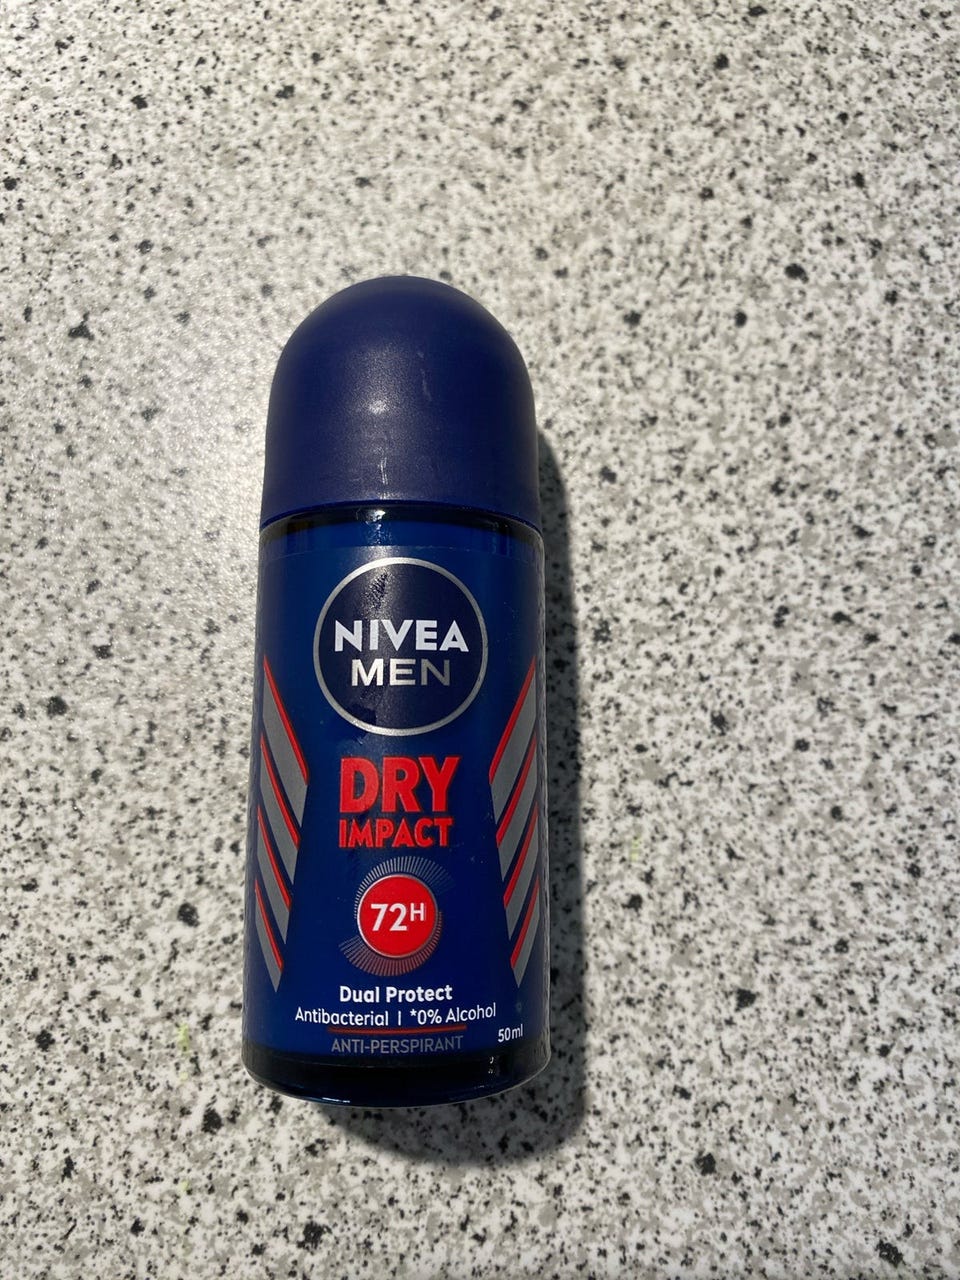 NIVEA
MEN
DRY
IMPACT
72H
Dual Protect
Antibacterial | *0% Alcohol
ANTI-PERSPIRANT
50ml